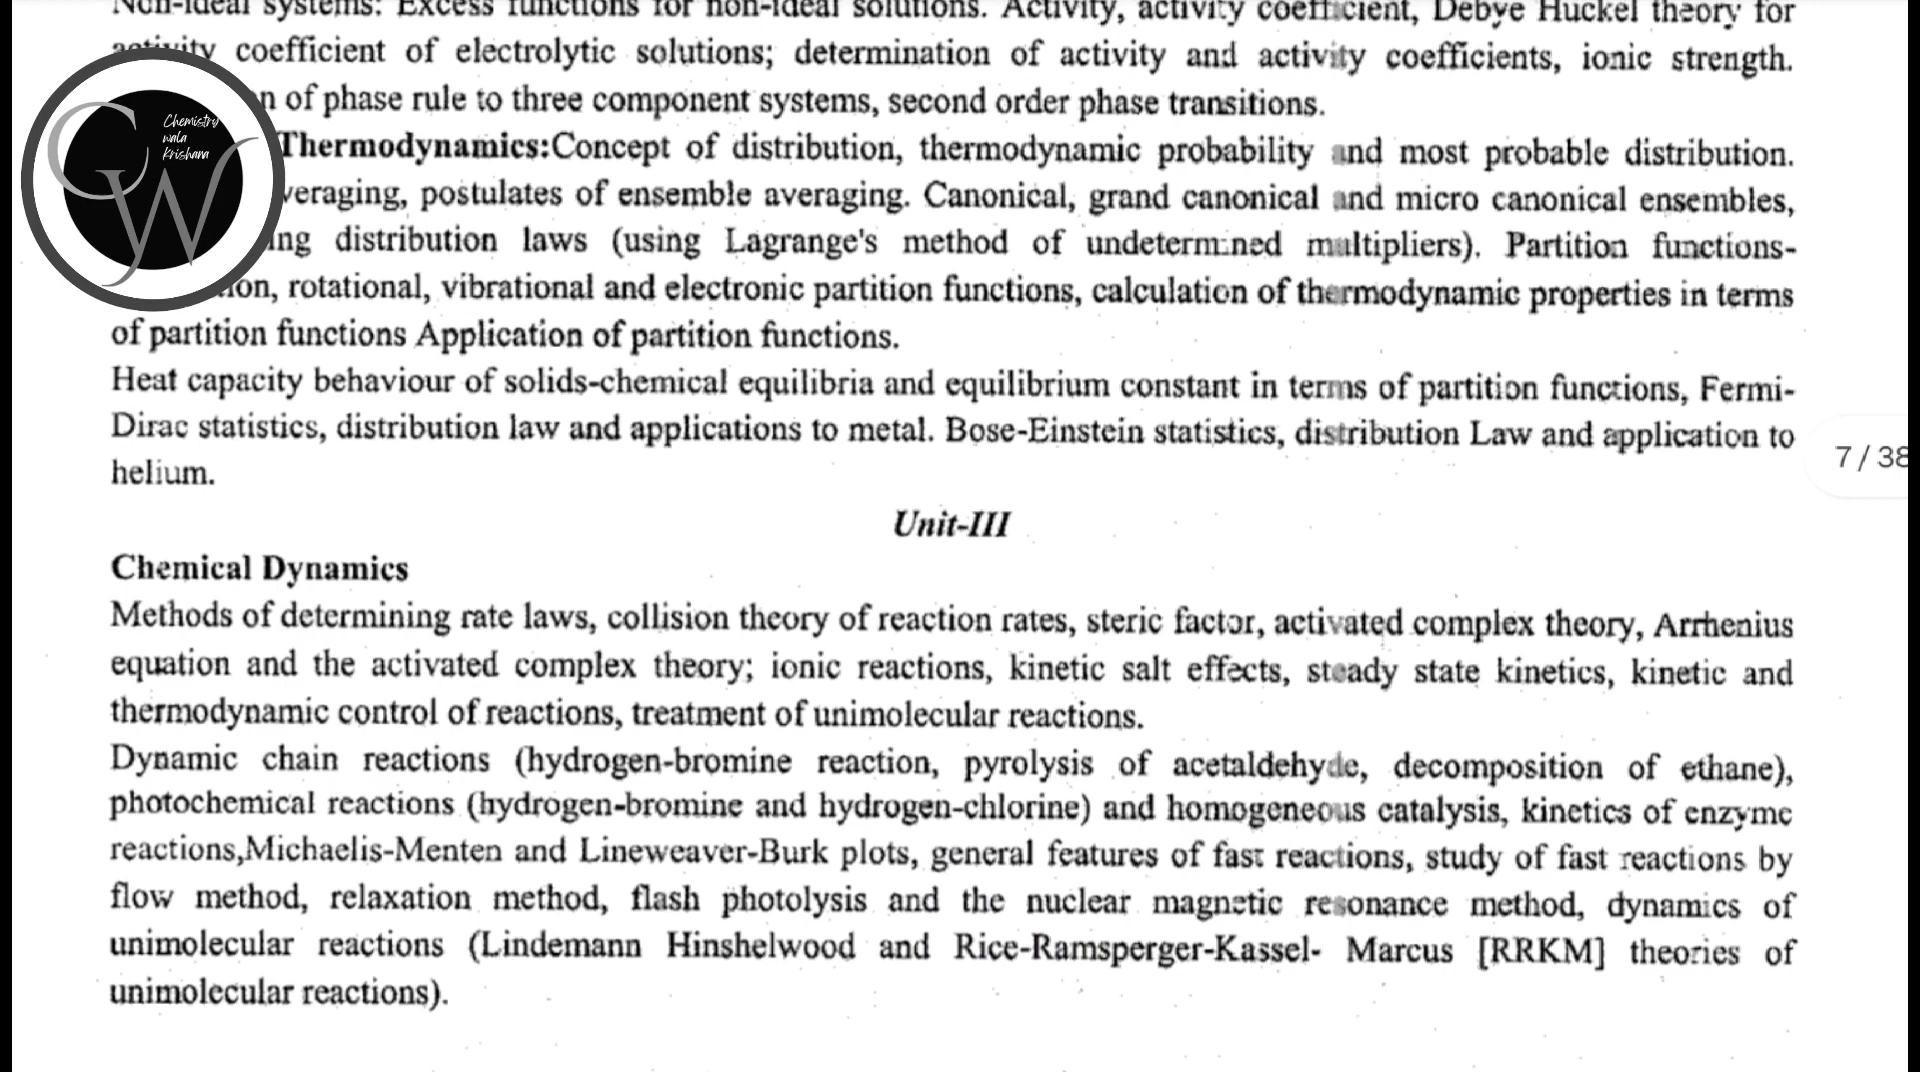 Non-ideal systems: Excess functions for non-ideal solutions. Activity, activity coefficient, Debye Huckel theory for
activity coefficient of electrolytic solutions; determination of activity and activity coefficients, ionic strength.
n of phase rule to three component systems, second order phase transitions.
Thermodynamics:Concept of distribution, thermodynamic probability and most probable distribution.
veraging, postulates of ensemble averaging. Canonical, grand canonical and micro canonical ensembles,
ing distribution laws (using Lagrange's method of undetermined multipliers). Partition functions-
ion, rotational, vibrational and electronic partition functions, calculation of thermodynamic properties in terms
of partition functions Application of partition functions.
Heat capacity behaviour of solids-chemical equilibria and equilibrium constant in terms of partition functions, Fermi-
Dirac statistics, distribution law and applications to metal. Bose-Einstein statistics, distribution Law and application to
helium.
Unit-III
Chemical Dynamics
Methods of determining rate laws, collision theory of reaction rates, steric factor, activated complex theory, Arrhenius
equation and the activated complex theory; ionic reactions, kinetic salt effects, steady state kinetics, kinetic and
thermodynamic control of reactions, treatment of unimolecular reactions.
Dynamic chain reactions (hydrogen-bromine reaction, pyrolysis of acetaldehyde, decomposition of ethane),
photochemical reactions (hydrogen-bromine and hydrogen-chlorine) and homogeneous catalysis, kinetics of enzyme
reactions,Michaelis-Menten and Lineweaver-Burk plots, general features of fast reactions, study of fast reactions by
flow method, relaxation method, flash photolysis and the nuclear magnetic resonance method, dynamics of
unimolecular reactions (Lindemann Hinshelwood and Rice-Ramsperger-Kassel- Marcus [RRKM] theories of
unimolecular reactions).
Chemistry
wala
Krishana
CW
7 / 38